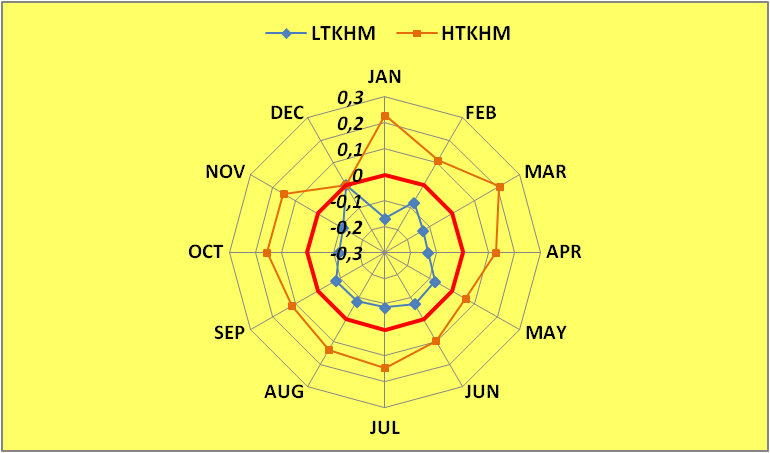 LTKHM HTKHM
JAN
0,3
DEC FEB
0,2
0,1
NOV MAR
0
-0,1
-0,2
OCT -0,3 APR
SEP MAY
AUG JUN
JUL